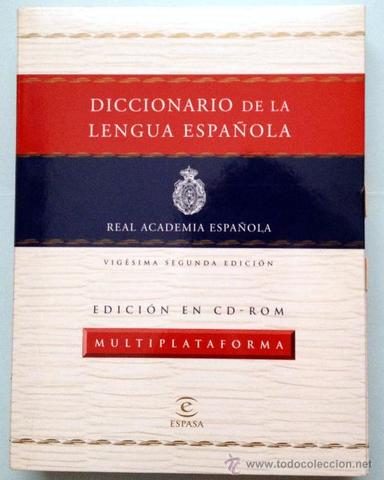 DICCIONARIO DE LA
LENGUA ESPAÑOLA
REAL ACADEMIA ESPAÑOLA
VIGÉSIMA SEGUNDA EDICIÓN
EDICIÓN EN CD-ROM
MULTIPLATAFORMA
e
ESPASA
www.todocoleccion.net